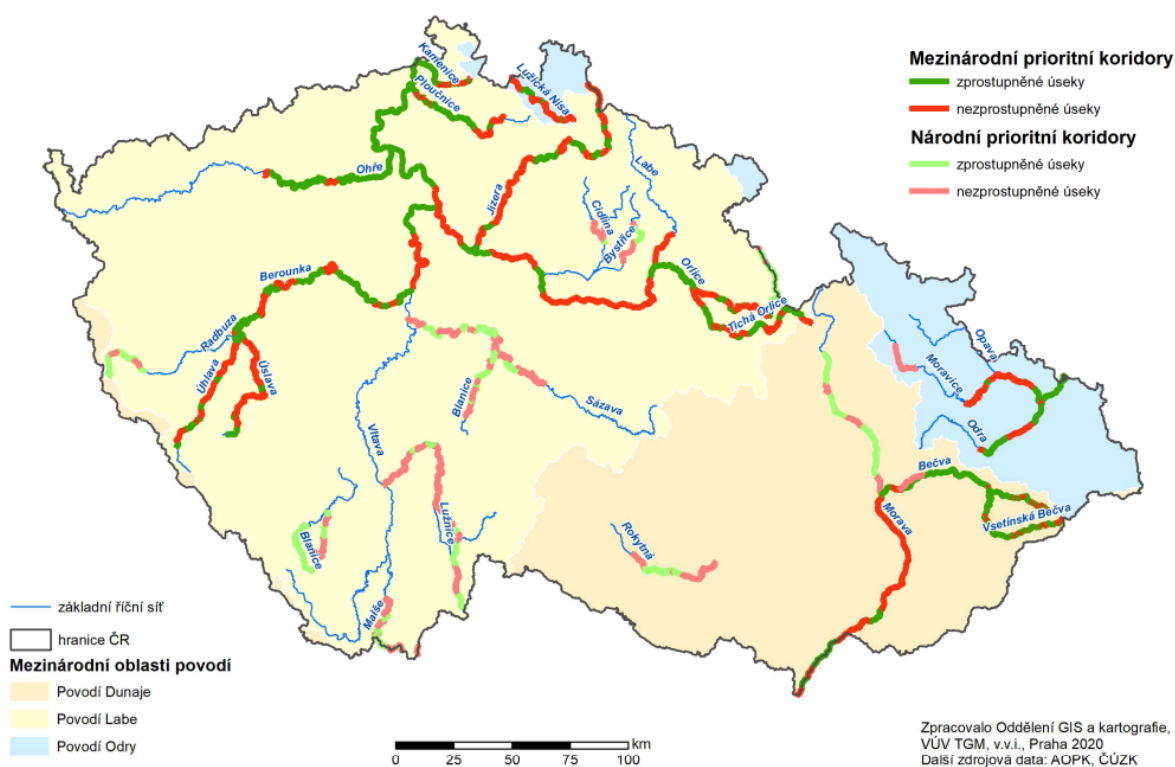 Mezinárodní prioritní koridory
zprostupněné úseky
nezprostupněné úseky
Národní prioritní koridory
zprostupněné úseky
nezprostupněné úseky
Kamenice
Ploučnice
Lužická Nisa
Ohře
Jizera
Labe
Cidlina
Bystřice
Orlice
Tichá Orlice
Berounka
Radbuza
Úhlava
Úslava
Blanice
Sázava
Vltava
Lužnice
Blanice
Malše
Rokytná
Morava
Bečva
Vsetínská Bečva
Opava
Moravice
Odra
základní říční síť
hranice ČR
Mezinárodní oblasti povodí
Povodí Dunaje
Povodí Labe
Povodí Odry
km
0 25 50 75 100
Zpracovalo Oddělení GIS a kartografie,
VÚV TGM, v.v.i., Praha 2020
Další zdrojová data: AOPK, ČÚZK